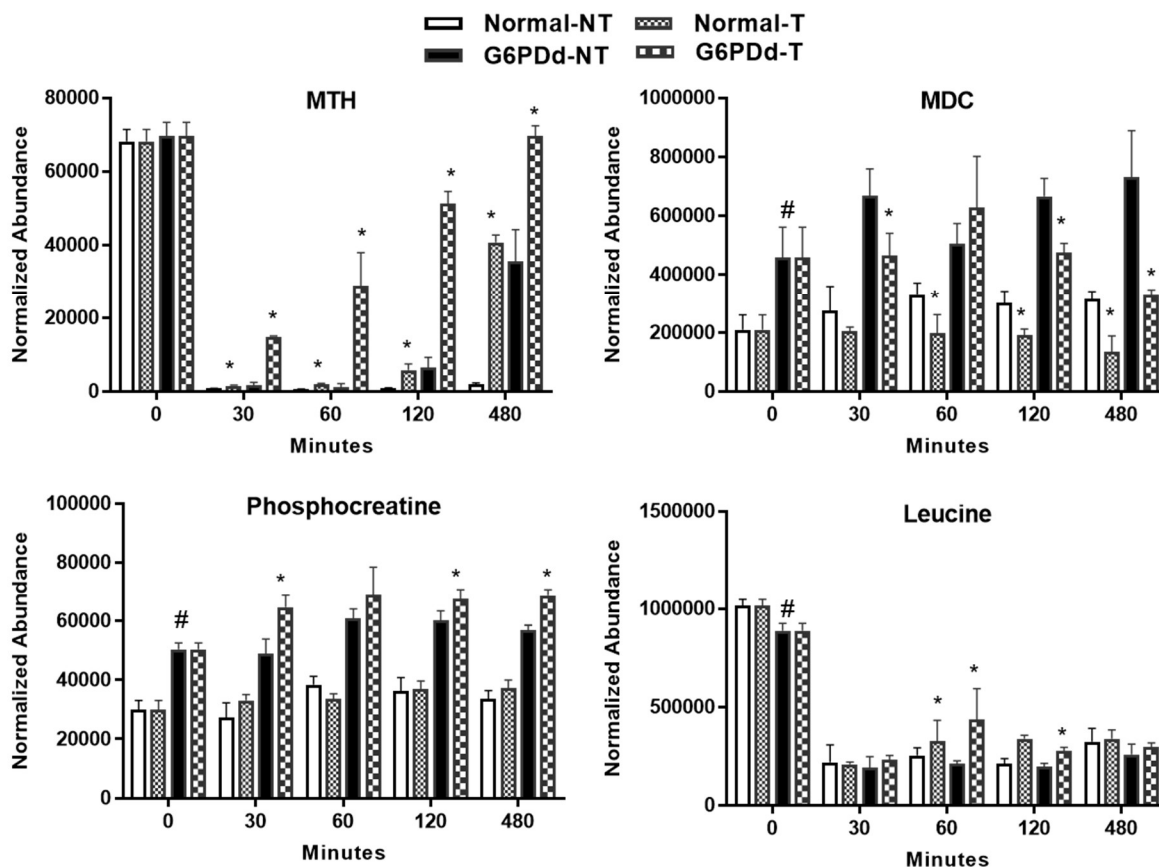 Normal-NT Normal-T
G6PDd-NT G6PDd-T
MTH
Normalized Abundance
80000
60000
40000
20000
0
* * * * * * * *
0 30 60 120 480
Minutes
MDC
Normalized Abundance
1000000
800000
600000
400000
200000
0
# * * * * * *
0 30 60 120 480
Minutes
Phosphocreatine
Normalized Abundance
100000
80000
60000
40000
20000
0
# * * *
0 30 60 120 480
Minutes
Leucine
Normalized Abundance
1500000
1000000
500000
0
# * * *
0 30 60 120 480
Minutes